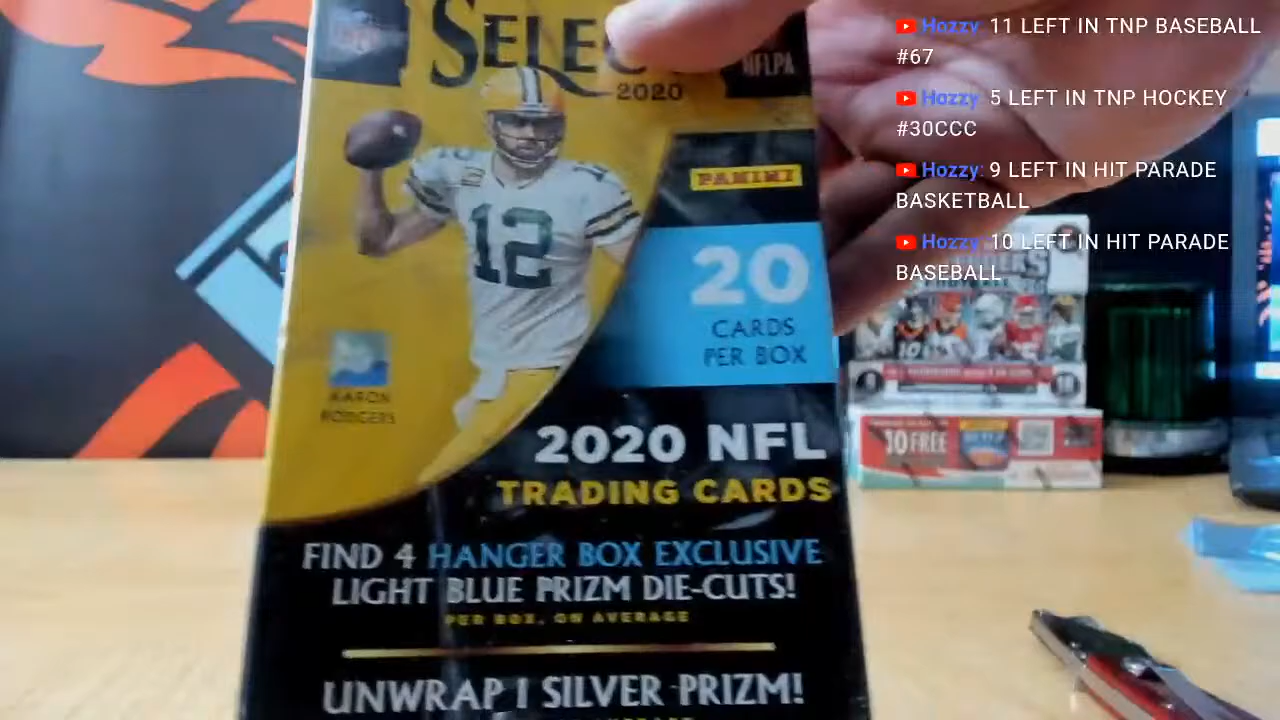 SELEC
2020
NFLPA
PANINI
12
20
CARDS
PER BOX
AARON
RODGERS
2020 NFL
TRADING CARDS
FIND 4 HANGER BOX EXCLUSIVE
LIGHT BLUE PRIZM DIE-CUTS!
PER BOX, ON AVERAGE
UNWRAP 1 SILVER PRIZM!
Hozzy: 11 LEFT IN TNP BASEBALL
#67
Hozzy: 5 LEFT IN TNP HOCKEY
#30CCC
Hozzy: 9 LEFT IN HIT PARADE
BASKETBALL
Hozzy: 10 LEFT IN HIT PARADE
BASEBALL
10 FREE